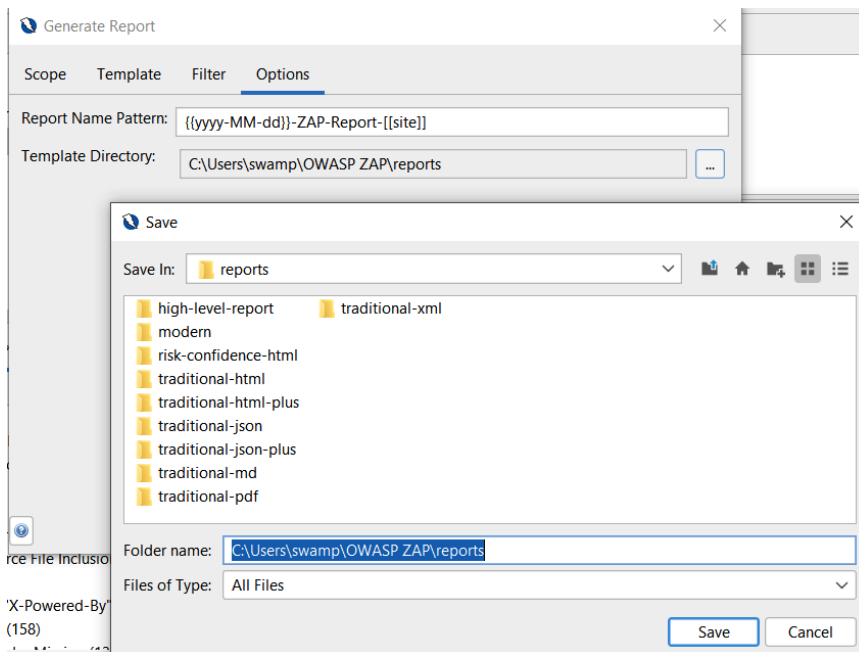 Generate Report
Scope Template Filter Options
Report Name Pattern: {{yyyy-MM-dd}}-ZAP-Report-[[site]]
Template Directory: C:\Users\swamp\OWASP ZAP\reports ...
Save
Save In: reports
high-level-report traditional-xml
modern
risk-confidence-html
traditional-html
traditional-html-plus
traditional-json
traditional-json-plus
traditional-md
traditional-pdf
Folder name: C:\Users\swamp\OWASP ZAP\reports
Files of Type: All Files
Save Cancel
rce File Inclusio
"X-Powered-By"
(158)